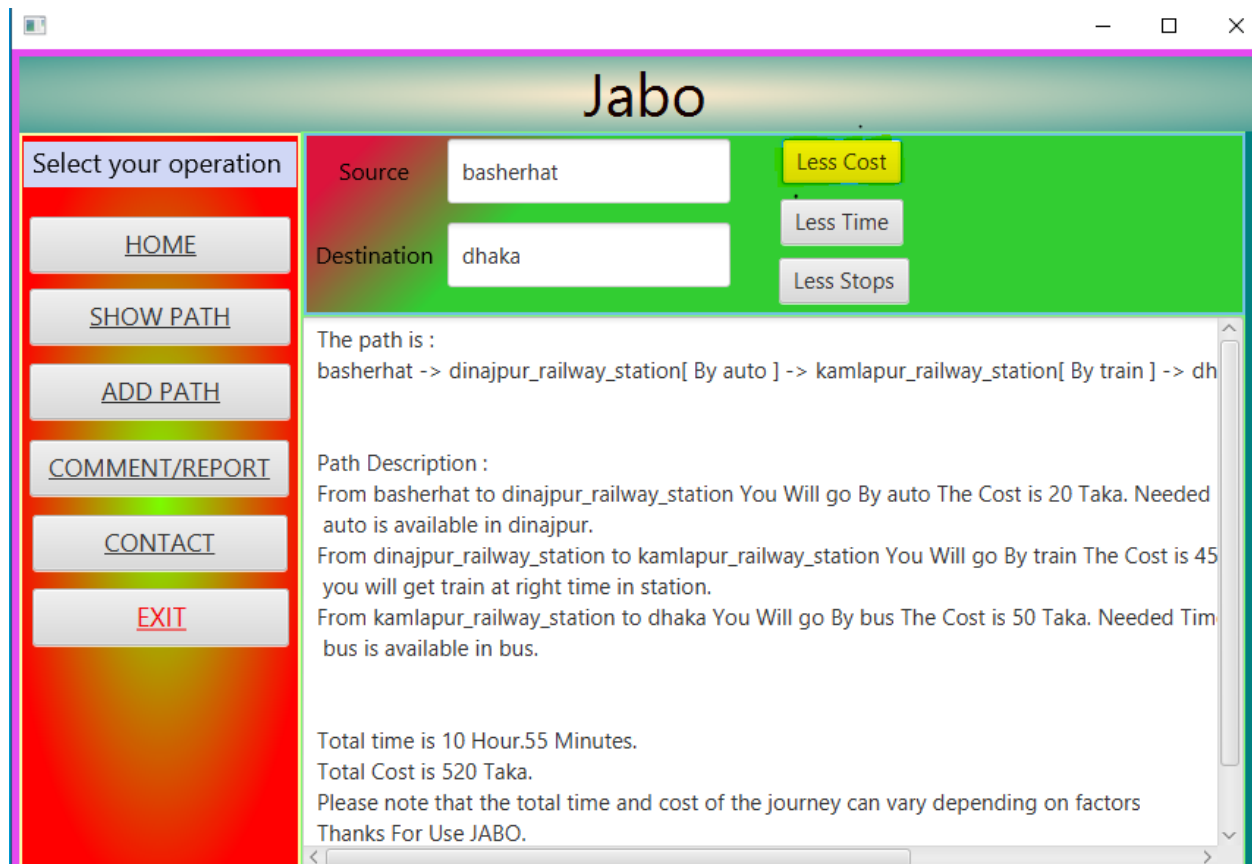 Jabo
Select your operation
HOME
SHOW PATH
ADD PATH
COMMENT/REPORT
CONTACT
EXIT
Source
basherhat
Destination
dhaka
Less Cost
Less Time
Less Stops
The path is :
basherhat -> dinajpur_railway_station[ By auto ] -> kamlapur_railway_station[ By train ] -> dh
Path Description :
From basherhat to dinajpur_railway_station You Will go By auto The Cost is 20 Taka. Needed
auto is available in dinajpur.
From dinajpur_railway_station to kamlapur_railway_station You Will go By train The Cost is 45
you will get train at right time in station.
From kamlapur_railway_station to dhaka You Will go By bus The Cost is 50 Taka. Needed Tim
bus is available in bus.
Total time is 10 Hour.55 Minutes.
Total Cost is 520 Taka.
Please note that the total time and cost of the journey can vary depending on factors
Thanks For Use JABO.